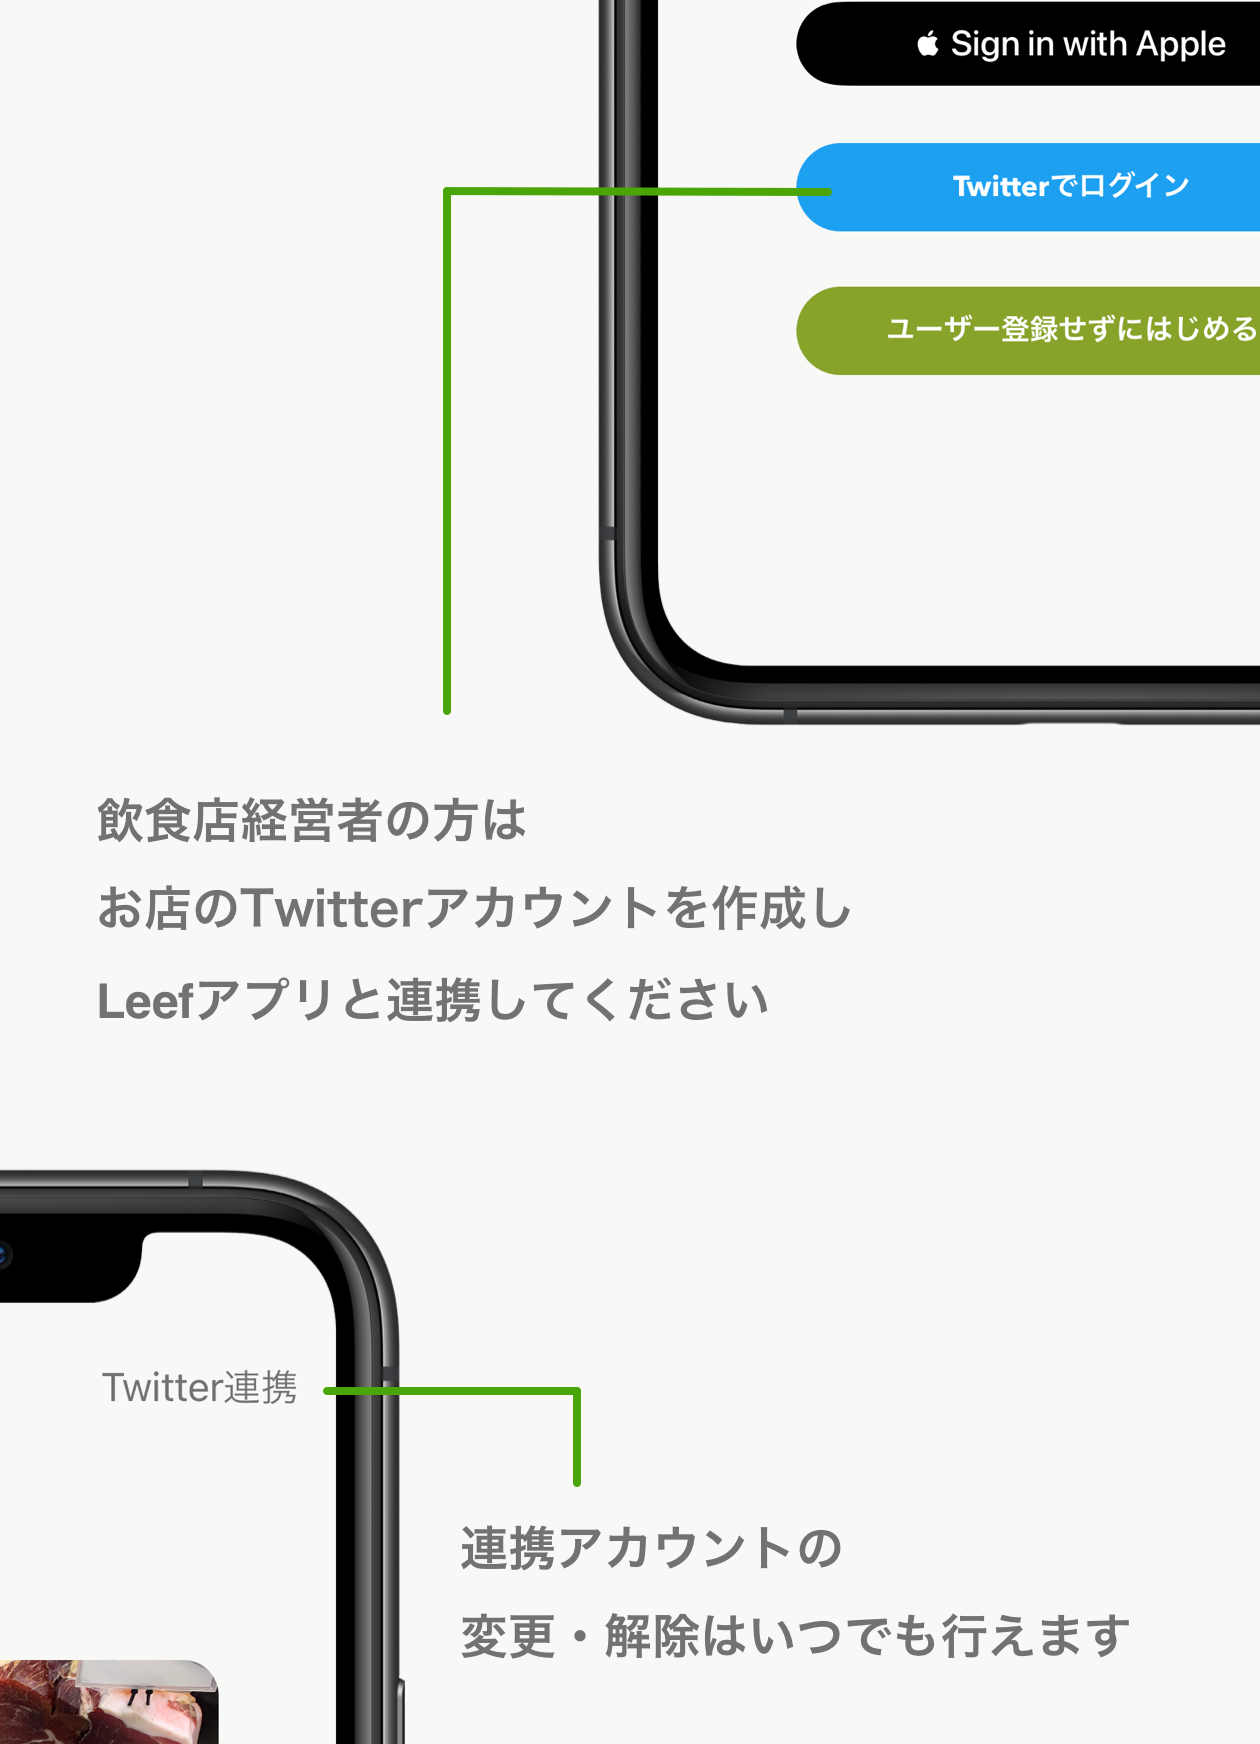 Sign in with Apple
Twitterでログイン
ユーザー登録せずにはじめる
飲食店経営者の方は
お店のTwitterアカウントを作成し
Leefアプリと連携してください
Twitter連携
連携アカウントの
変更・解除はいつでも行えます